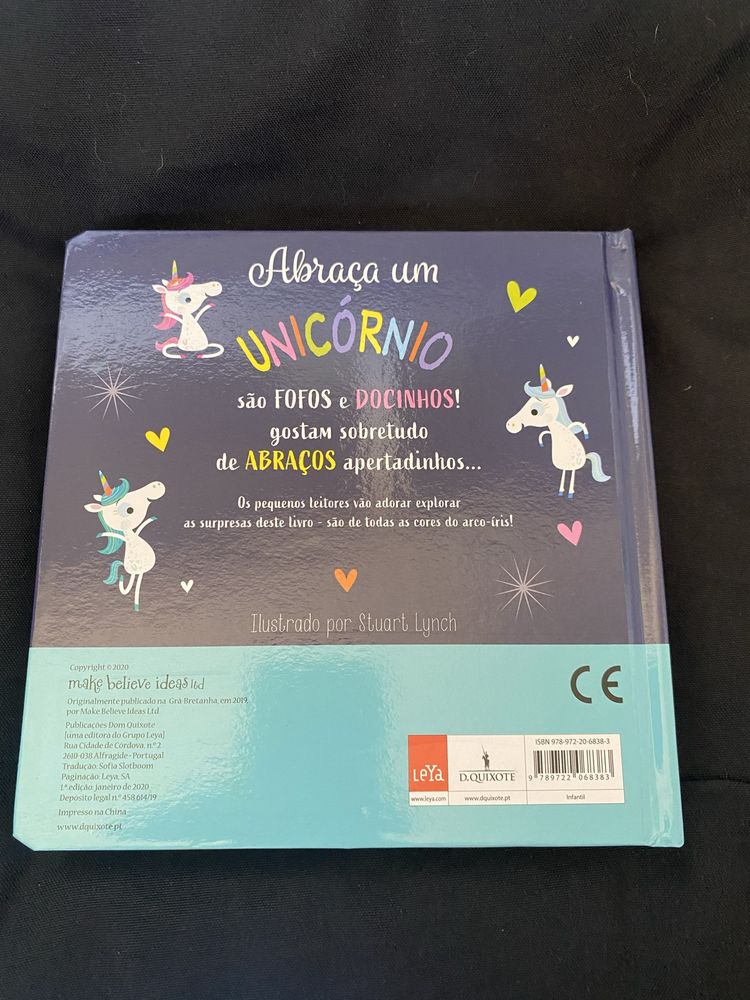 Abraça um
UNICÓRNIO
são FOFOS e DOCINHOS!
gostam sobretudo
de ABRAÇOS apertadinhos...
Os pequenos leitores vão adorar explorar
as surpresas deste livro - são de todas as cores do arco-íris!
Ilustrado por Stuart Lynch
Copyright © 2020
make believe ideas ltd
Originalmente publicado na Grã-Bretanha, em 2019,
por Make Believe Ideas Ltd.
Publicações Dom Quixote
[uma editora do Grupo Leya]
Rua Cidade de Córdova, n.º 2
2610-038 Alfragide - Portugal
Tradução: Sofia Slotboom
Paginação: Leya, SA
1.ª edição: janeiro de 2020
Depósito legal n.º 458 614/19
Impresso na China
www.dquixote.pt
CE
LEYA
www.leya.com
D.QUIXOTE
www.dquixote.pt
ISBN 978-972-20-6838-3
9 789722 068383
Infantil